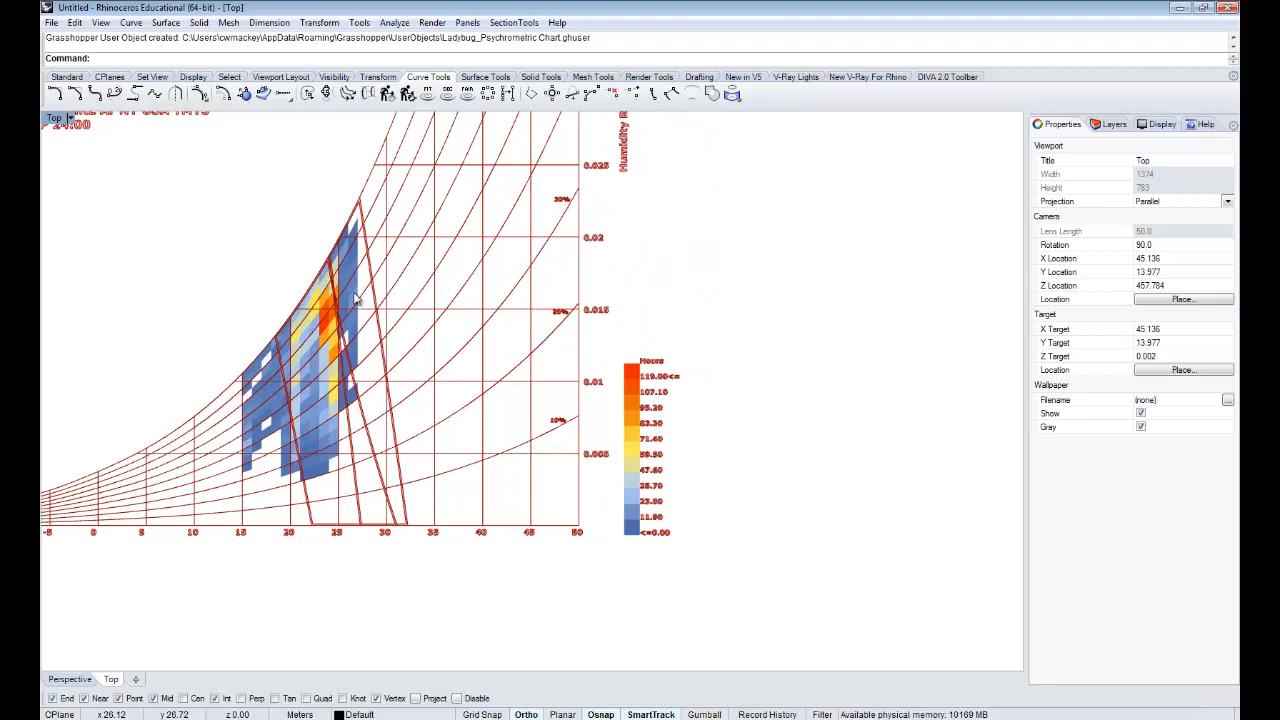 Untitled - Rhinoceros Educational (64-bit) - [Top]
File Edit View Curve Surface Solid Mesh Dimension Transform Tools Analyze Render Panels SectionTools Help
Grasshopper User Object created: C:\Users\cwmackey\AppData\Roaming\Grasshopper\UserObjects\Ladybug_Psychrometric Chart.ghuser
Command:
Standard CPlanes Set View Display Select Viewport Layout Visibility Transform Curve Tools Surface Tools Solid Tools Mesh Tools Render Tools Drafting New in V5 V-Ray Lights New V-Ray For Rhino DIVA 2.0 Toolbar
Top
24.00
Humidity R
0.025
30%
0.02
25%
0.015
0.01
10%
0.005
-5 0 5 10 15 20 25 30 35 40 45 50
Hours
119.00<=
107.10
95.20
83.30
71.40
59.50
47.60
35.70
23.80
11.90
<=0.00
Properties Layers Display Help
Viewport
Title Top
Width 1374
Height 783
Projection Parallel
Camera
Lens Length 50.0
Rotation 90.0
X Location 45.136
Y Location 13.977
Z Location 457.784
Location Place...
Target
X Target 45.136
Y Target 13.977
Z Target 0.002
Location Place...
Wallpaper
Filename (none) ...
Show
Gray
Perspective Top
End Near Point Mid Cen Int Perp Tan Quad Knot Vertex Project Disable
CPlane x 26.12 y 26.72 z 0.00 Meters Default Grid Snap Ortho Planar Osnap SmartTrack Gumball Record History Filter Available physical memory: 10169 MB